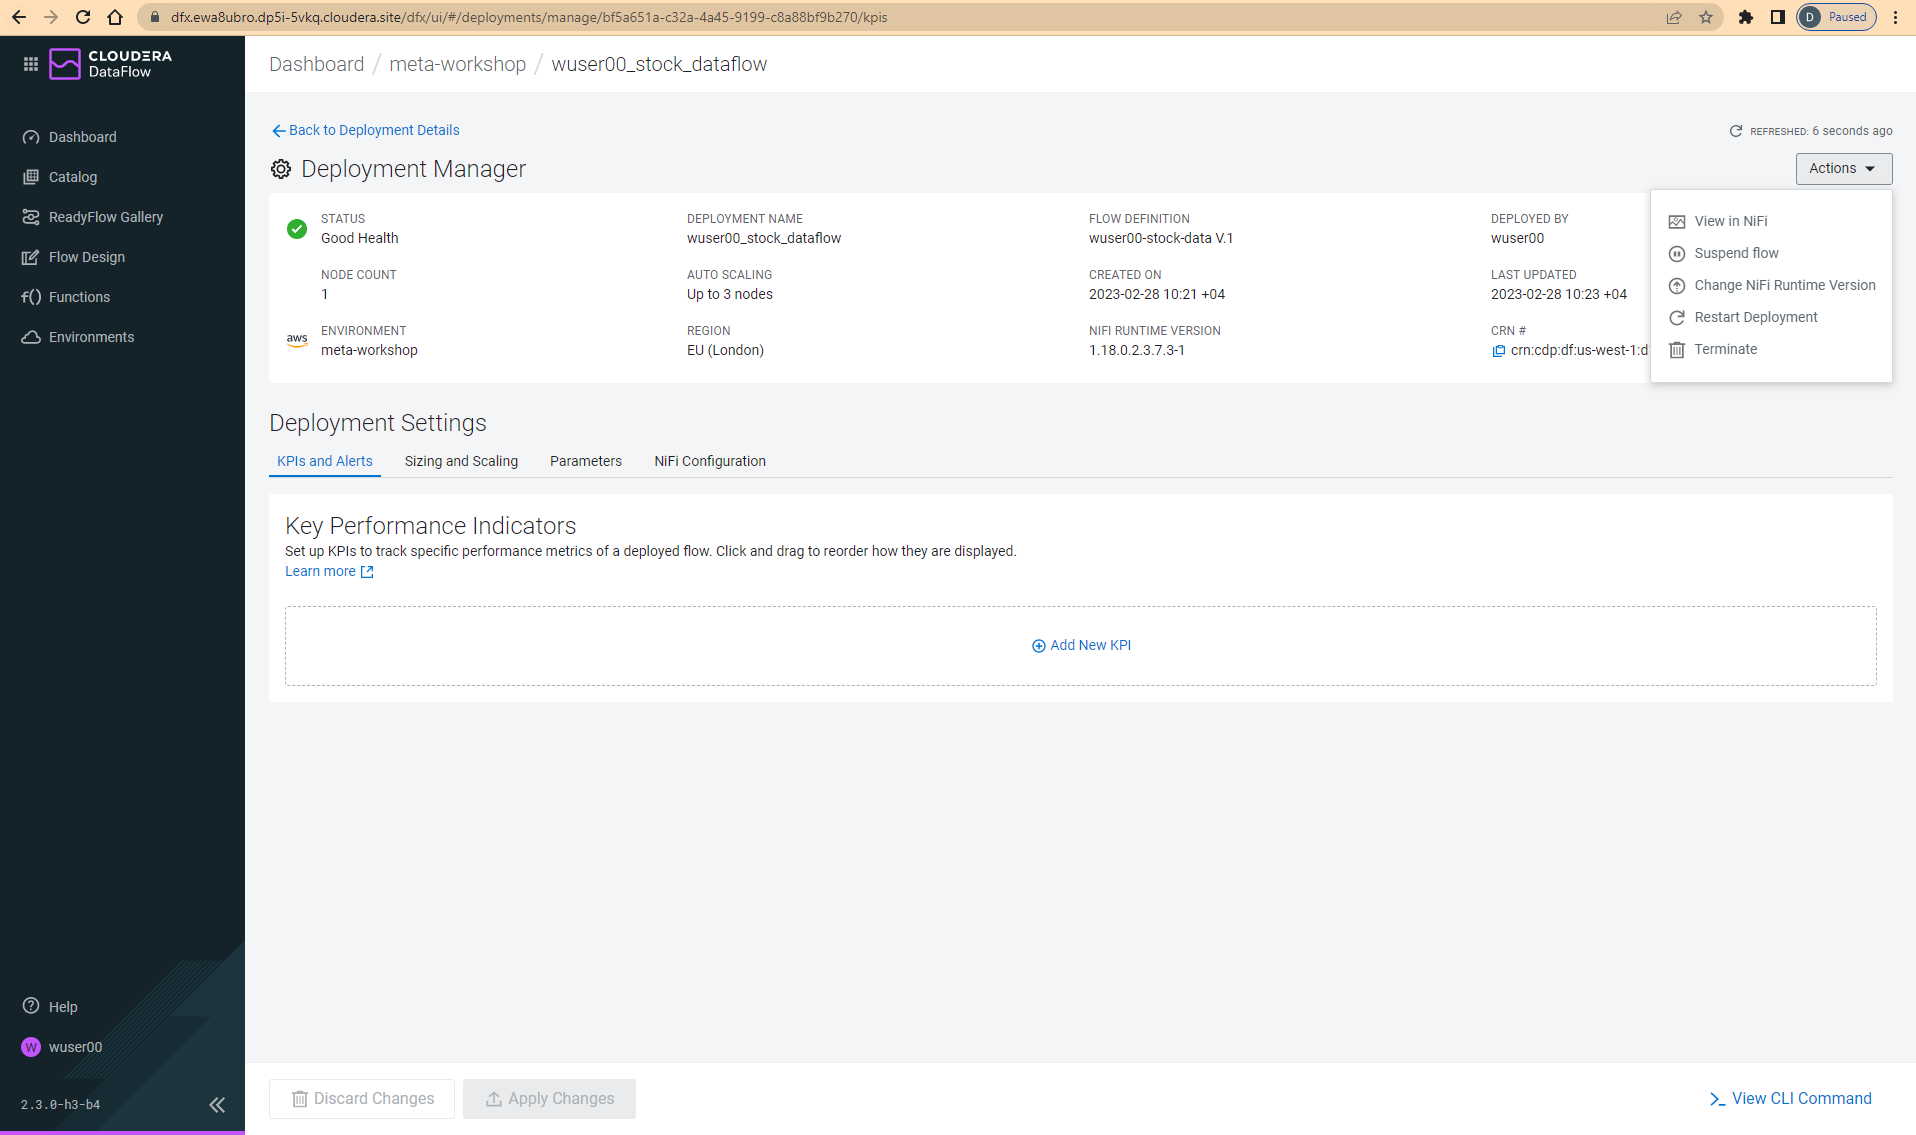 dfx.ewa8ubro.dp5i-5vkq.cloudera.site/dfx/ui/#/deployments/manage/bf5a651a-c32a-4a45-9199-c8a88bf9b270/kpis
D Paused
CLOUDERA
DataFlow
Dashboard
Catalog
ReadyFlow Gallery
Flow Design
f() Functions
Environments
Help
W wuser00
2.3.0-h3-b4
Dashboard / meta-workshop / wuser00_stock_dataflow
Back to Deployment Details
REFRESHED: 6 seconds ago
Deployment Manager
Actions
STATUS
Good Health
DEPLOYMENT NAME
wuser00_stock_dataflow
FLOW DEFINITION
wuser00-stock-data V.1
DEPLOYED BY
wuser00
NODE COUNT
1
AUTO SCALING
Up to 3 nodes
CREATED ON
2023-02-28 10:21 +04
LAST UPDATED
2023-02-28 10:23 +04
aws
ENVIRONMENT
meta-workshop
REGION
EU (London)
NIFI RUNTIME VERSION
1.18.0.2.3.7.3-1
CRN #
crn:cdp:df:us-west-1:d
View in NiFi
Suspend flow
Change NiFi Runtime Version
Restart Deployment
Terminate
Deployment Settings
KPIs and Alerts
Sizing and Scaling
Parameters
NiFi Configuration
Key Performance Indicators
Set up KPIs to track specific performance metrics of a deployed flow. Click and drag to reorder how they are displayed.
Learn more
Add New KPI
Discard Changes
Apply Changes
View CLI Command